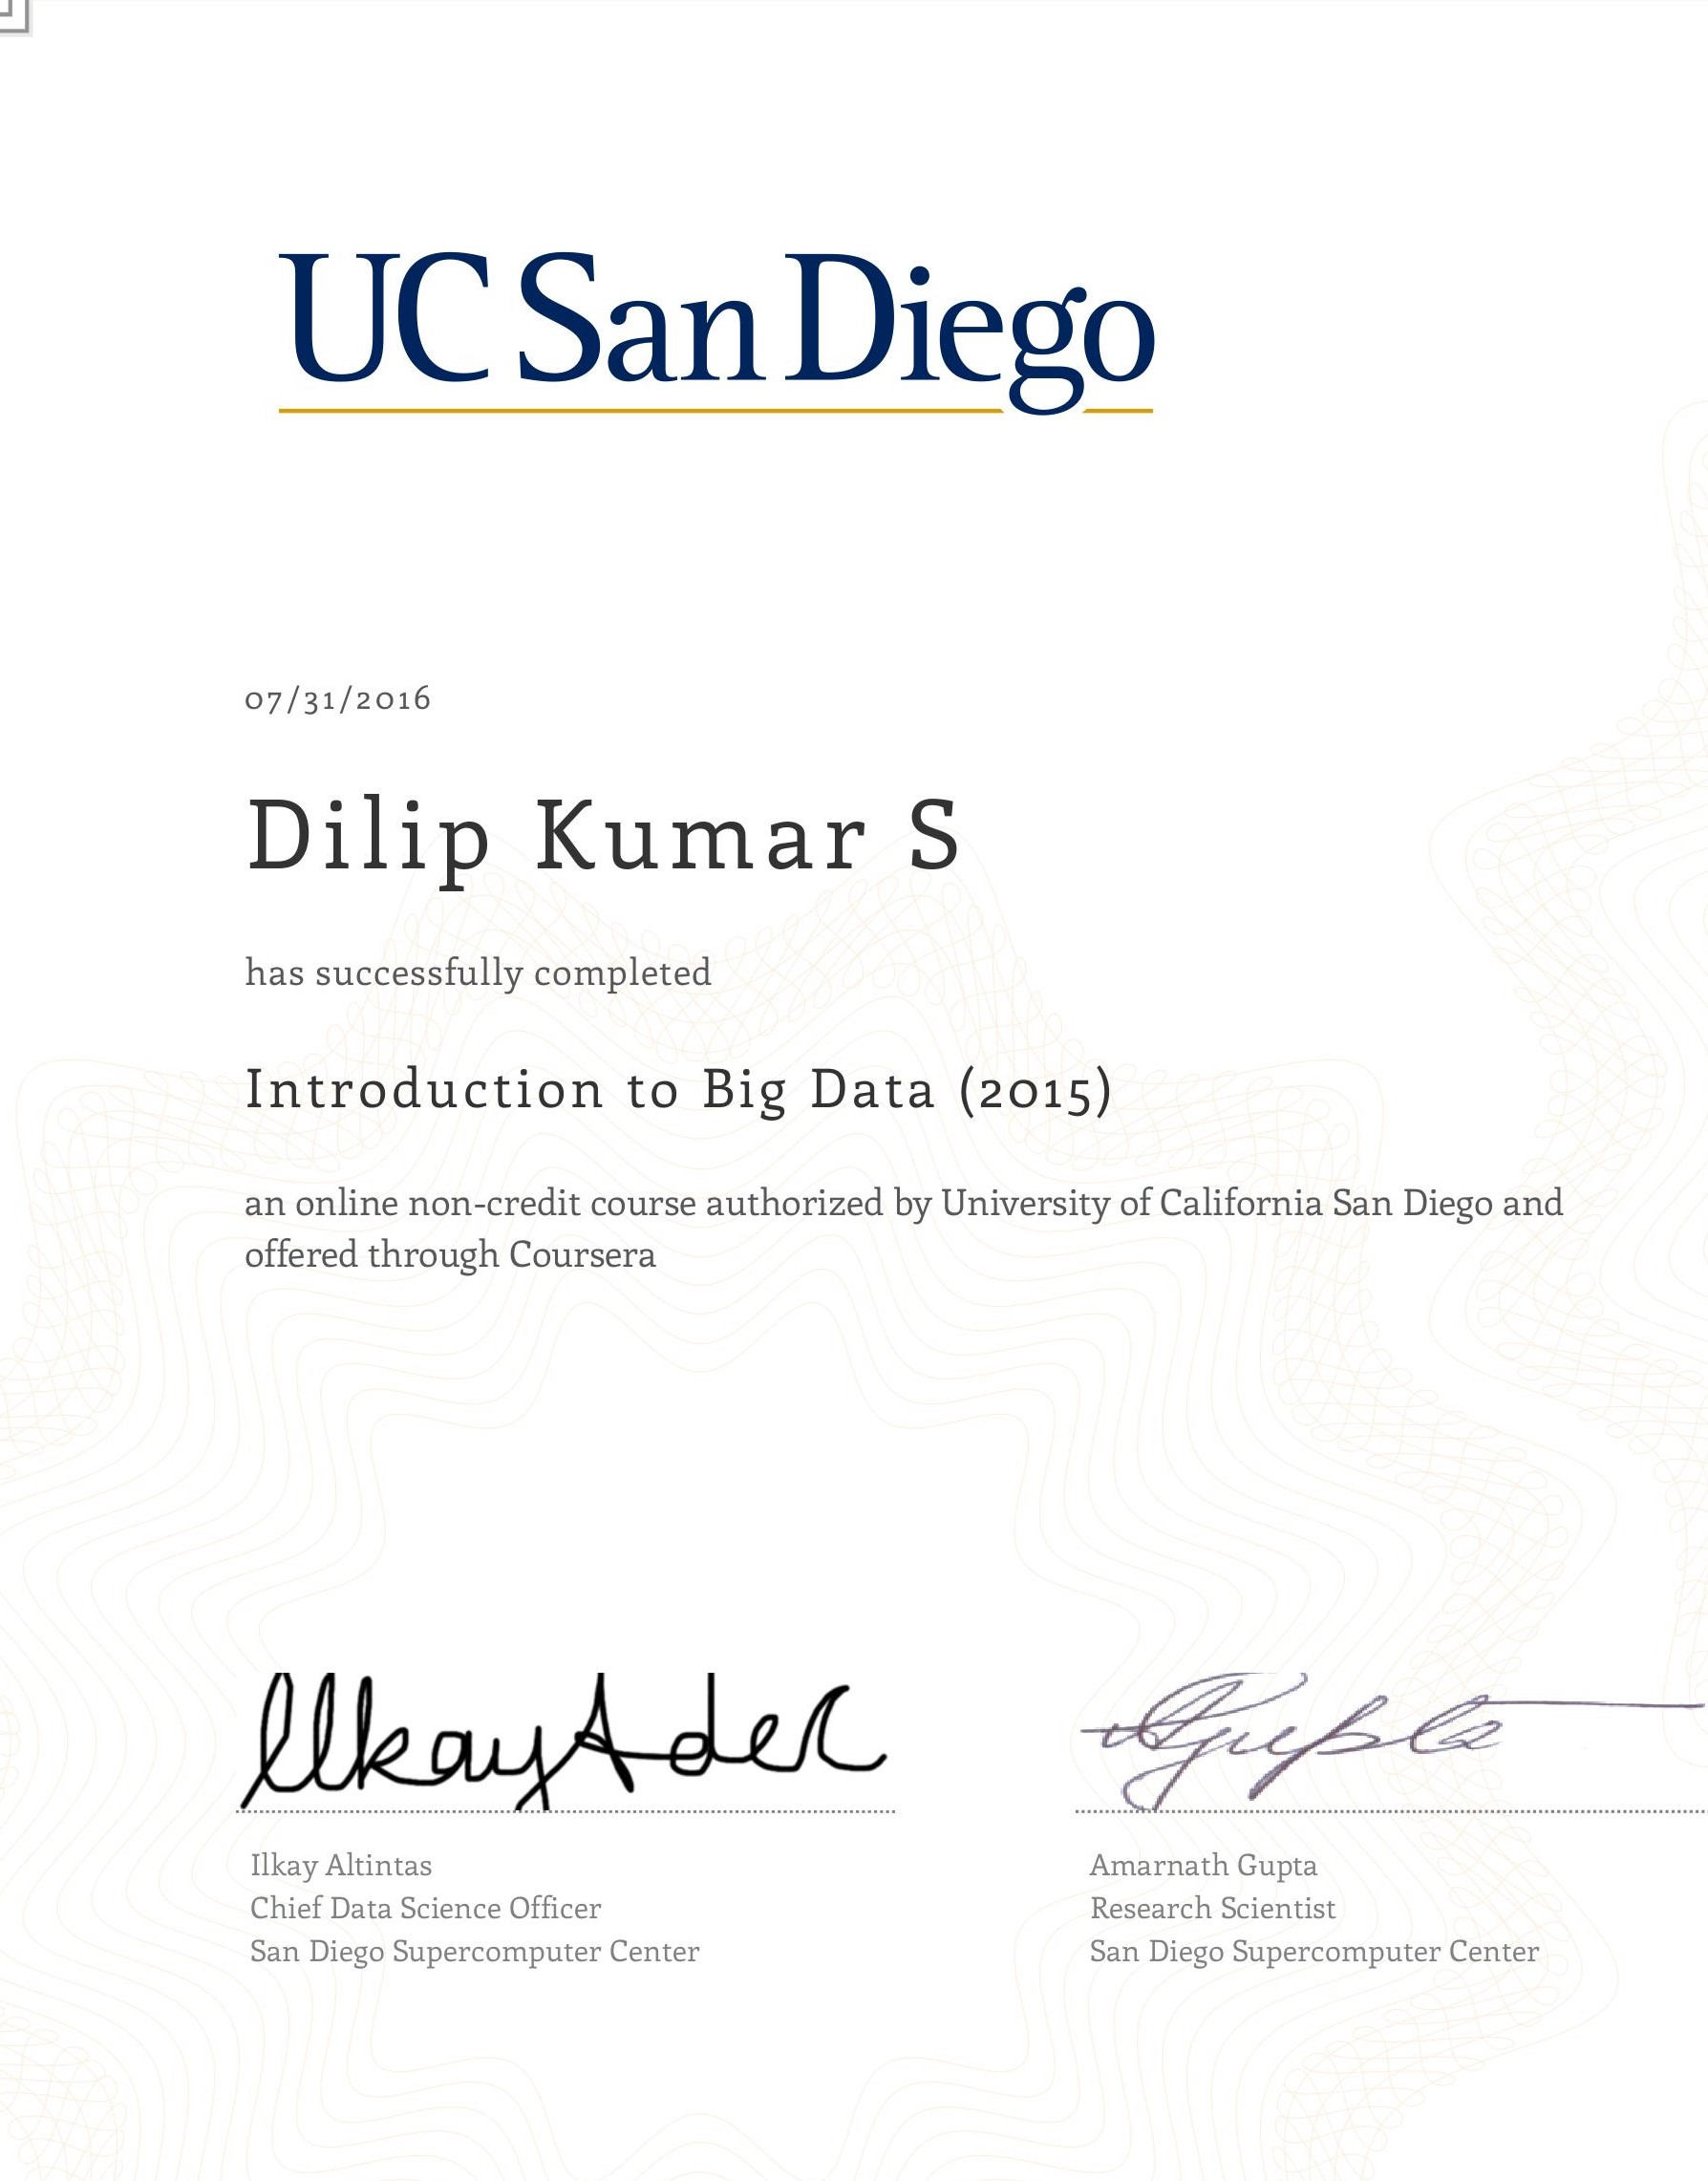 UC San Diego
07/31/2016
Dilip Kumar S
has successfully completed
Introduction to Big Data (2015)
an online non-credit course authorized by University of California San Diego and
offered through Coursera
Ilkay Altintas
Chief Data Science Officer
San Diego Supercomputer Center
AGupta
Amarnath Gupta
Research Scientist
San Diego Supercomputer Center